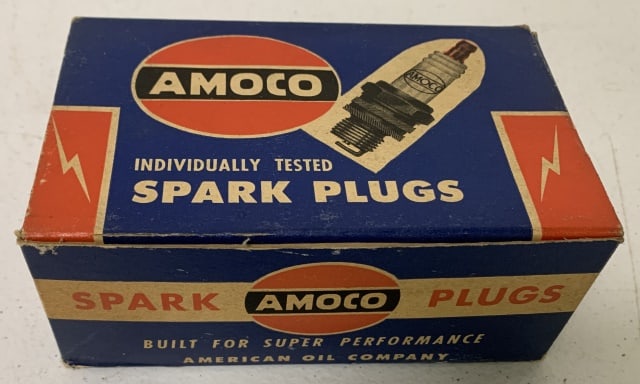 AMOCO
AMOCO
INDIVIDUALLY TESTED
SPARK PLUGS
SPARK AMOCO PLUGS
BUILT FOR SUPER PERFORMANCE
AMERICAN OIL COMPANY